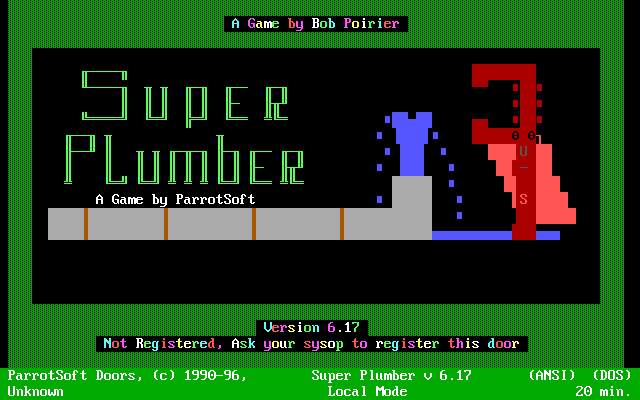 A Game by Bob Poirier
Super
Plumber
A Game by ParrotSoft
U
S
Version 6.17
Not Registered, Ask your sysop to register this door
ParrotSoft Doors, (c) 1990-96, Super Plumber v 6.17 (ANSI) (DOS)
Unknown Local Mode 20 min.